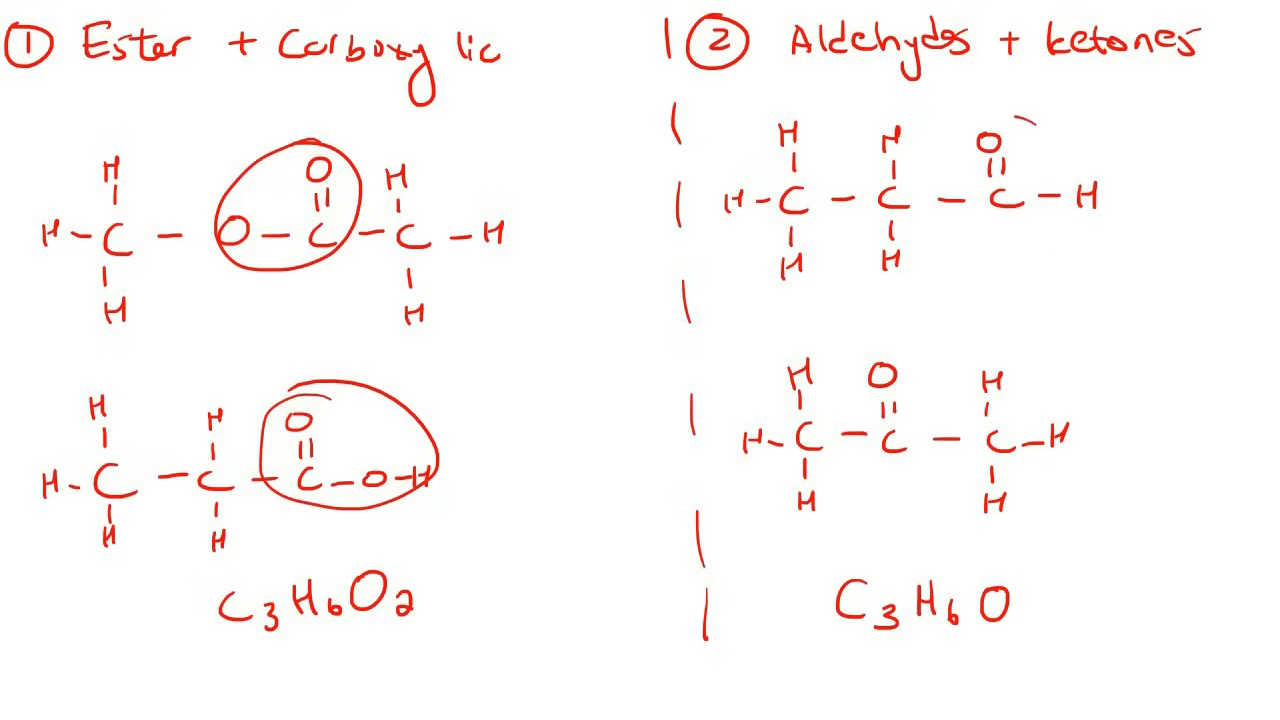 ① Ester + Carboxylic
H H
O
H - C - O - C - C - H
H H
H H O
H - C - C - C - O - H
H H
C3H6O2
② Aldehydes + ketones
H H O
H - C - C - C - H
H H
H O H
H - C - C - C - H
H H
C3H6O